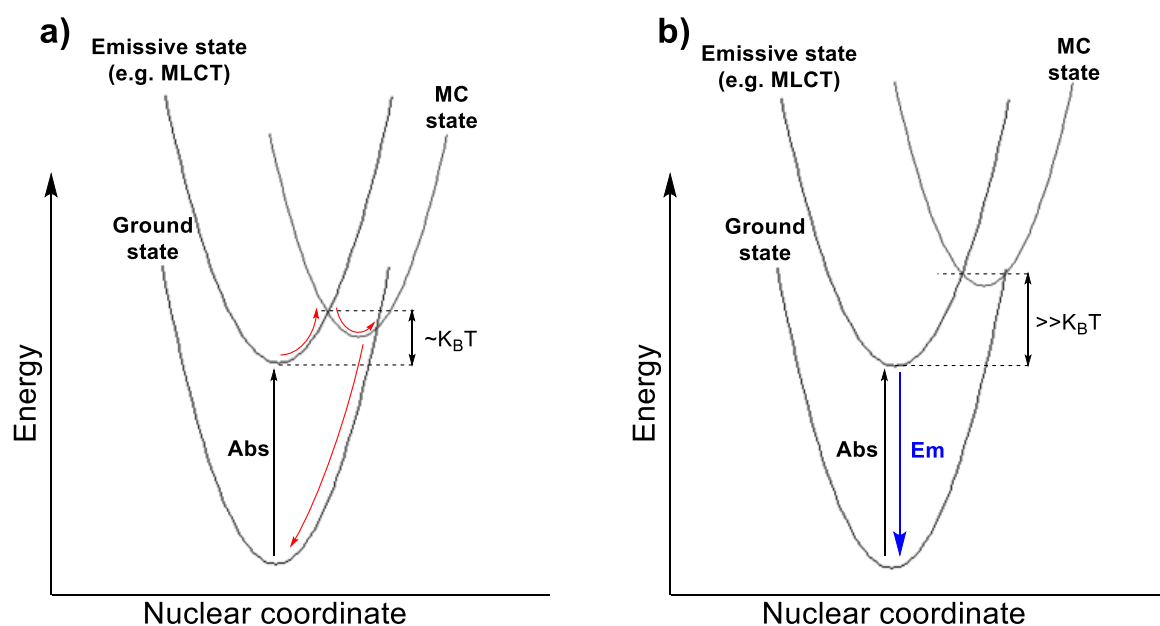 a)
Emissive state
(e.g. MLCT)
MC
state
Ground
state
~KBT
Abs
Energy
Nuclear coordinate
b)
Emissive state
(e.g. MLCT)
MC
state
Ground
state
>>KBT
Abs
Em
Energy
Nuclear coordinate